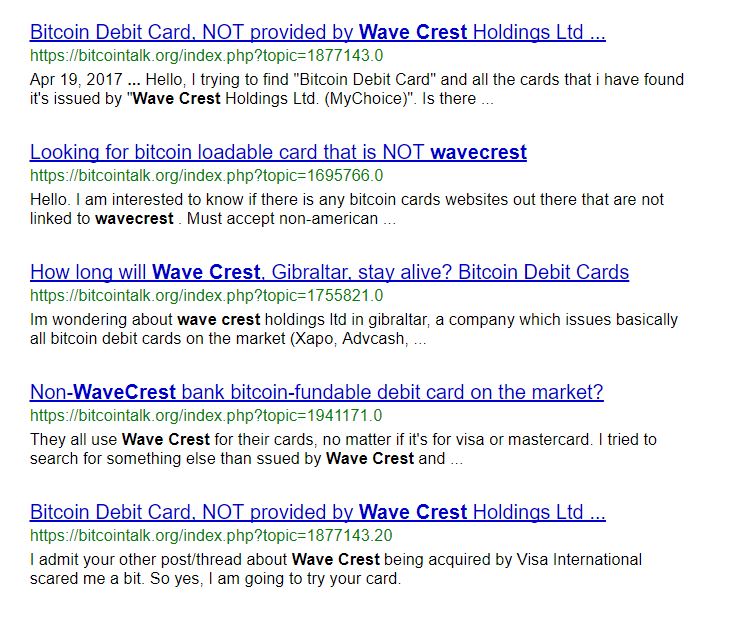 Bitcoin Debit Card, NOT provided by Wave Crest Holdings Ltd ...
https://bitcointalk.org/index.php?topic=1877143.0
Apr 19, 2017 ... Hello, I trying to find "Bitcoin Debit Card" and all the cards that i have found
it's issued by "Wave Crest Holdings Ltd. (MyChoice)". Is there ...
Looking for bitcoin loadable card that is NOT wavecrest
https://bitcointalk.org/index.php?topic=1695766.0
Hello. I am interested to know if there is any bitcoin cards websites out there that are not
linked to wavecrest . Must accept non-american ...
How long will Wave Crest, Gibraltar, stay alive? Bitcoin Debit Cards
https://bitcointalk.org/index.php?topic=1755821.0
Im wondering about wave crest holdings ltd in gibraltar, a company which issues basically
all bitcoin debit cards on the market (Xapo, Advcash, ...
Non-WaveCrest bank bitcoin-fundable debit card on the market?
https://bitcointalk.org/index.php?topic=1941171.0
They all use Wave Crest for their cards, no matter if it's for visa or mastercard. I tried to
search for something else than ssued by Wave Crest and ...
Bitcoin Debit Card, NOT provided by Wave Crest Holdings Ltd ...
https://bitcointalk.org/index.php?topic=1877143.20
I admit your other post/thread about Wave Crest being acquired by Visa International
scared me a bit. So yes, I am going to try your card.